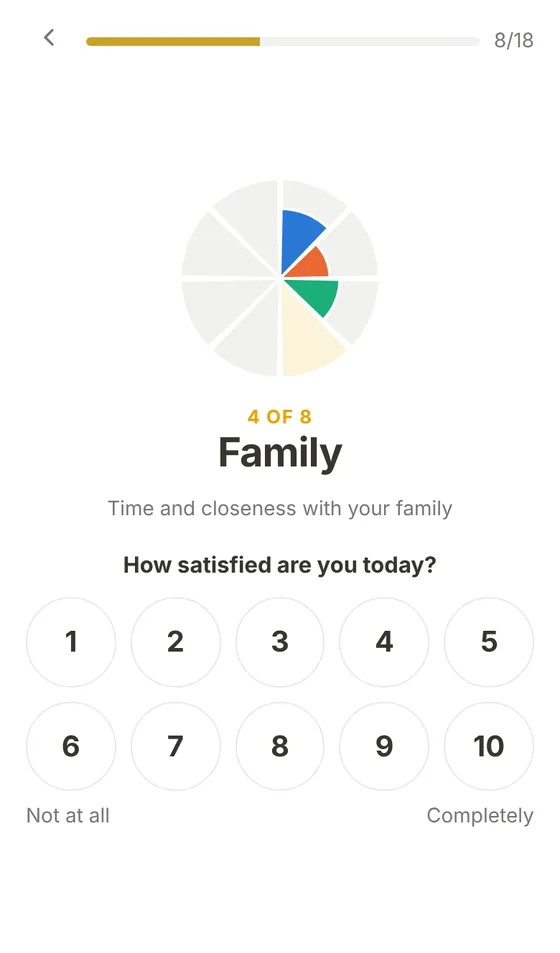 8/18
4 OF 8
Family
Time and closeness with your family
How satisfied are you today?
1 2 3 4 5
6 7 8 9 10
Not at all Completely